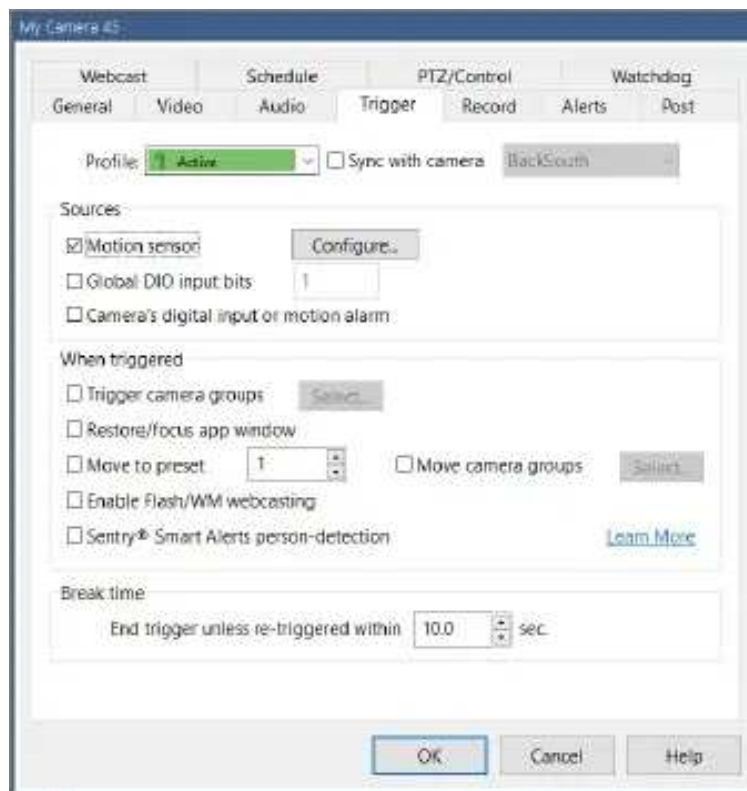 My Camera 45
Webcast Schedule PTZ/Control Watchdog
General Video Audio Trigger Record Alerts Post
Profile: 1 Active Sync with camera BackSouth
Sources
Motion sensor Configure...
Global DIO input bits 1
Camera's digital input or motion alarm
When triggered
Trigger camera groups Select...
Restore/focus app window
Move to preset 1 Move camera groups Select...
Enable Flash/WM webcasting
Sentry® Smart Alerts person-detection Learn More
Break time
End trigger unless re-triggered within 10.0 sec.
OK Cancel Help